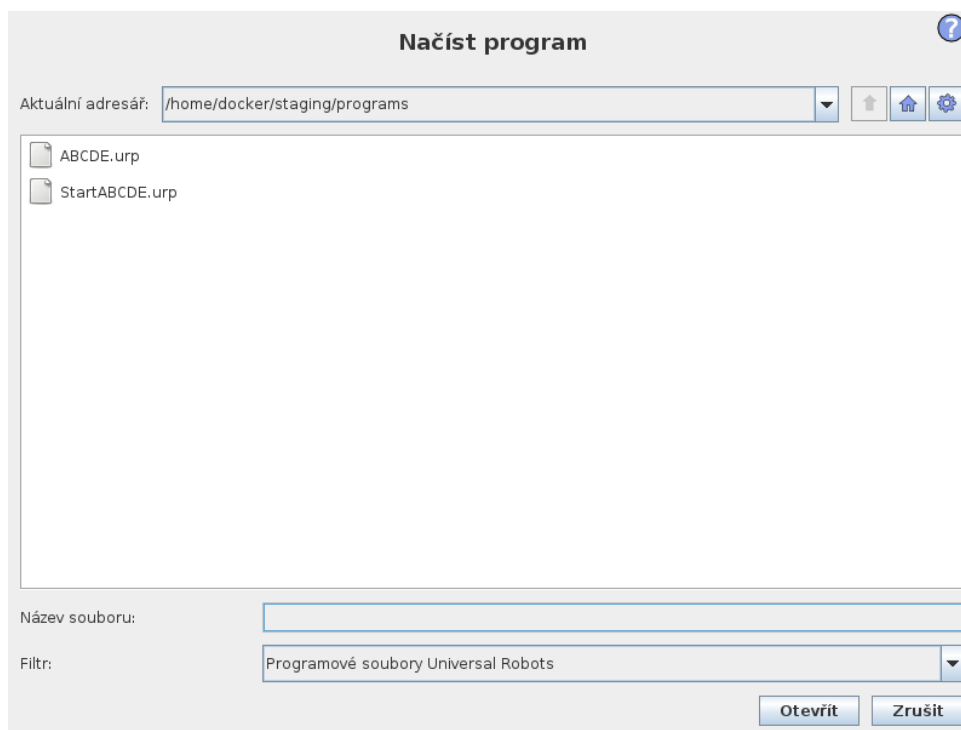 Načíst program
?
Aktuální adresář: /home/docker/staging/programs
ABCDE.urp
StartABCDE.urp
Název souboru:
Filtr: Programové soubory Universal Robots
Otevřít Zrušit